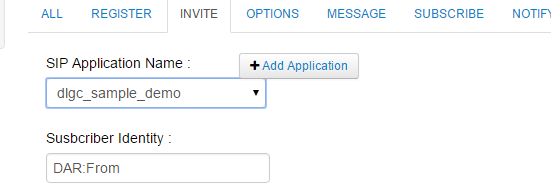 ALL REGISTER INVITE OPTIONS MESSAGE SUBSCRIBE NOTIFY
SIP Application Name :
+ Add Application
dlgc_sample_demo
Susbcriber Identity :
DAR:From